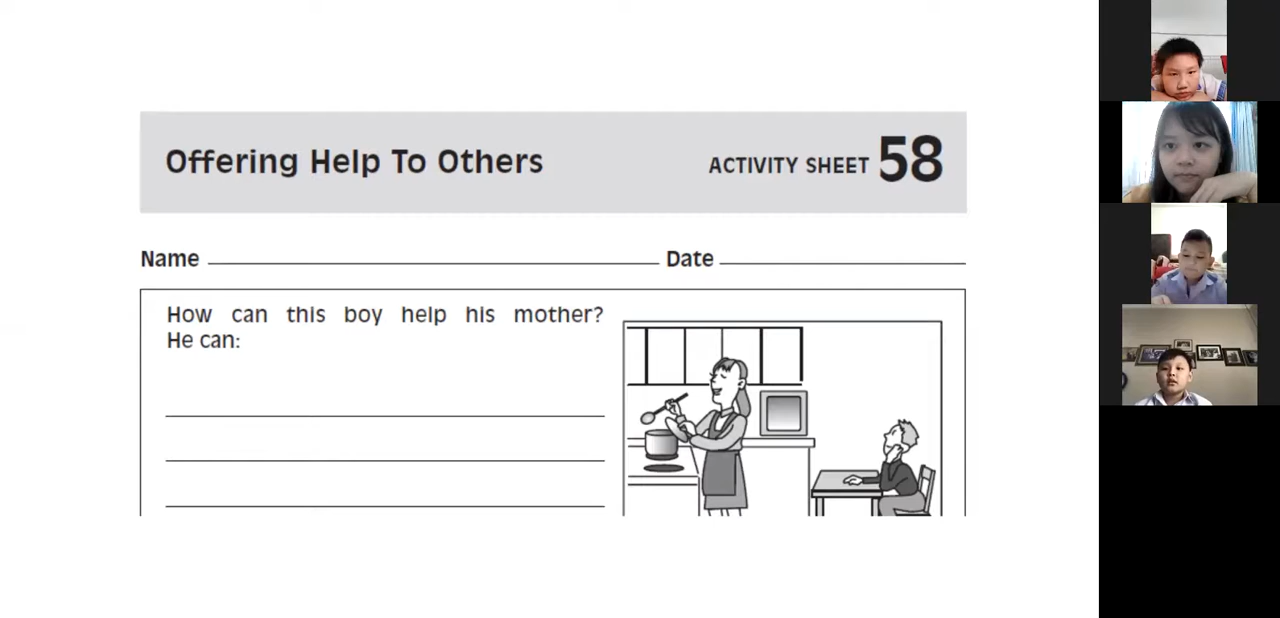 Offering Help To Others
ACTIVITY SHEET 58
Name
Date
How can this boy help his mother?
He can: